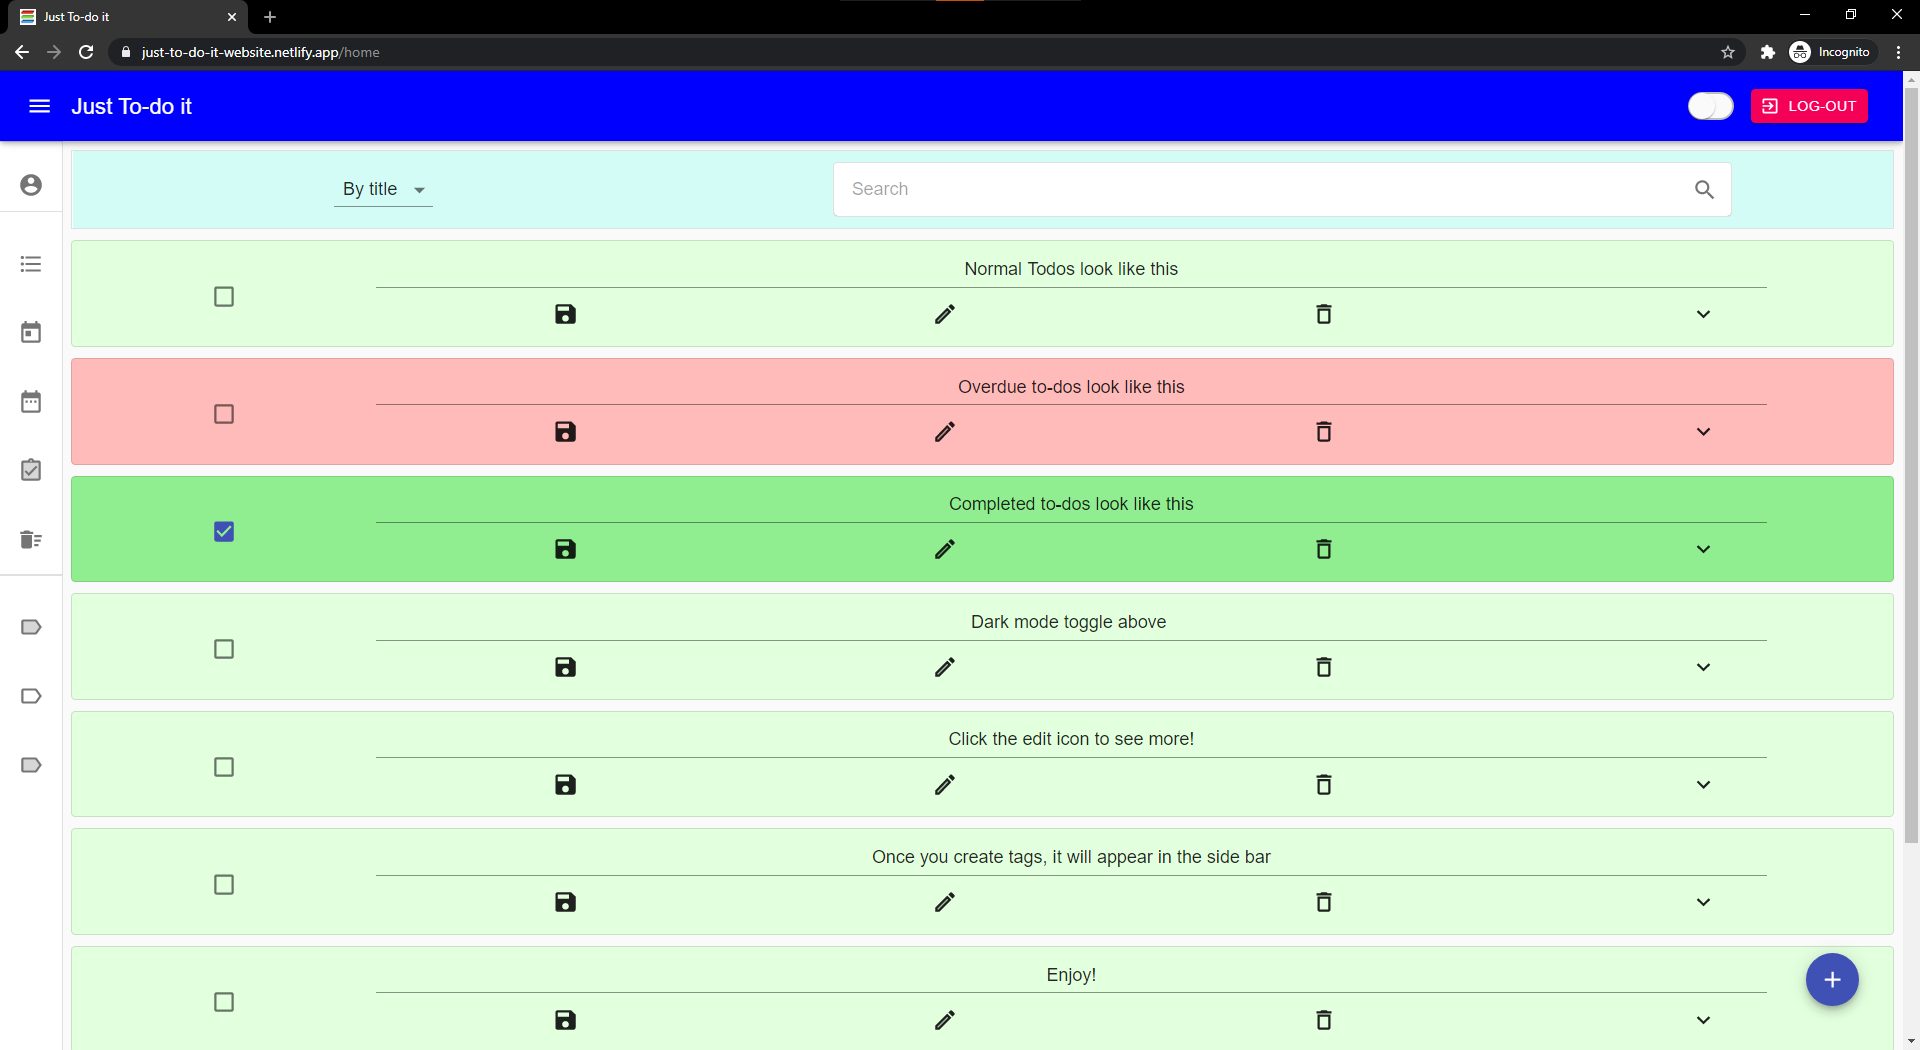 Just To-do it
just-to-do-it-website.netlify.app/home
Incognito
Just To-do it
LOG-OUT
By title
Search
Normal Todos look like this
Overdue to-dos look like this
Completed to-dos look like this
Dark mode toggle above
Click the edit icon to see more!
Once you create tags, it will appear in the side bar
Enjoy!